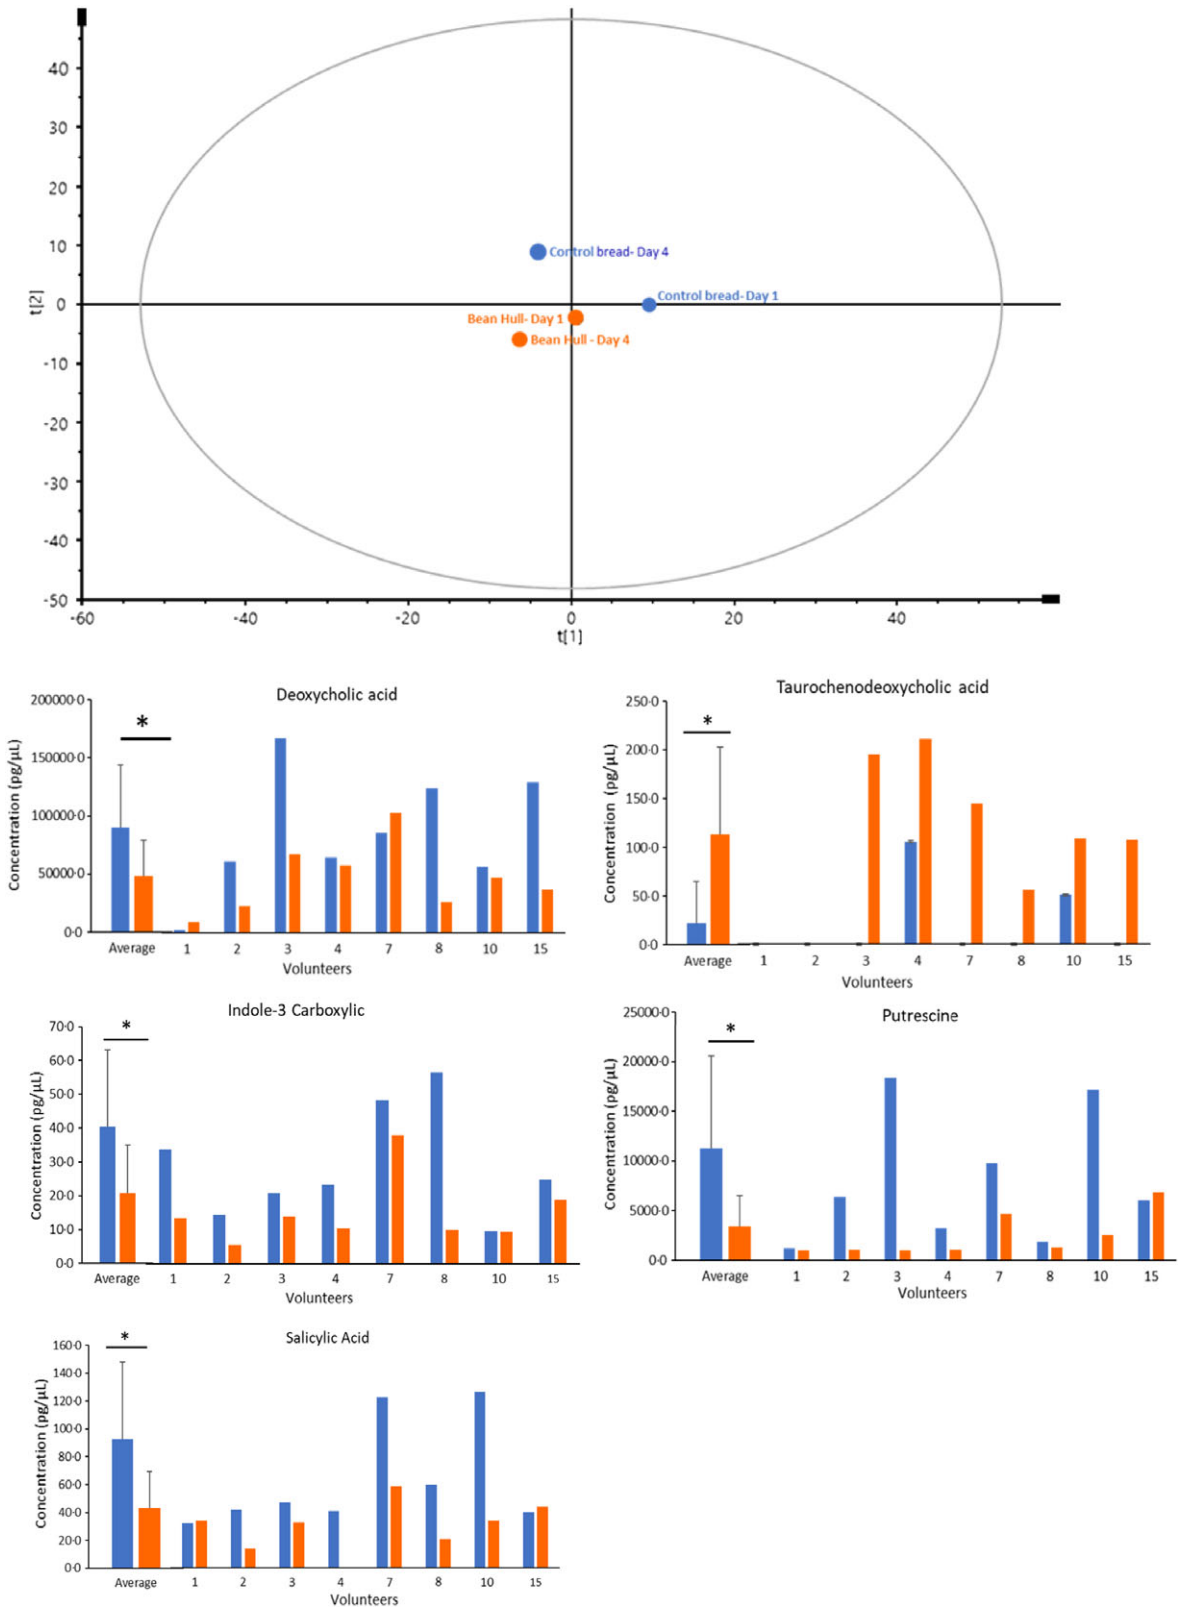 40
30
20
10
0
-10
-20
-30
-40
-50
t[2]
Control bread- Day 4
Control bread- Day 1
Bean Hull- Day 1
Bean Hull - Day 4
-60
-40
-20
0
20
40
t[1]
Deoxycholic acid
200000·0
150000·0
100000·0
50000·0
0·0
Concentration (pg/µL)
*
Average 1 2 3 4 7 8 10 15
Volunteers
Taurochenodeoxycholic acid
250·0
200·0
150·0
100·0
50·0
0·0
Concentration (pg/µL)
*
Average 1 2 3 4 7 8 10 15
Volunteers
Indole-3 Carboxylic
70·0
60·0
50·0
40·0
30·0
20·0
10·0
0·0
Concentration (pg/µL)
*
Average 1 2 3 4 7 8 10 15
Volunteers
Putrescine
25000·0
20000·0
15000·0
10000·0
5000·0
0·0
Concentration (pg/µL)
*
Average 1 2 3 4 7 8 10 15
Volunteers
Salicylic Acid
160·0
140·0
120·0
100·0
80·0
60·0
40·0
20·0
0·0
Concentration (pg/µL)
*
Average 1 2 3 4 7 8 10 15
Volunteers